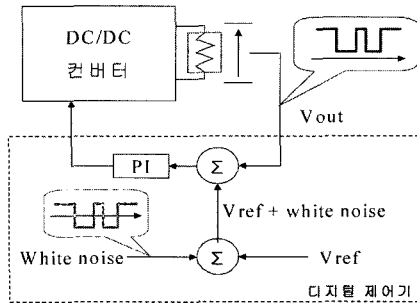 DC/DC
컨버터
Vout
PI
Σ
Vref + white noise
White noise
Σ
Vref
디지털 제어기